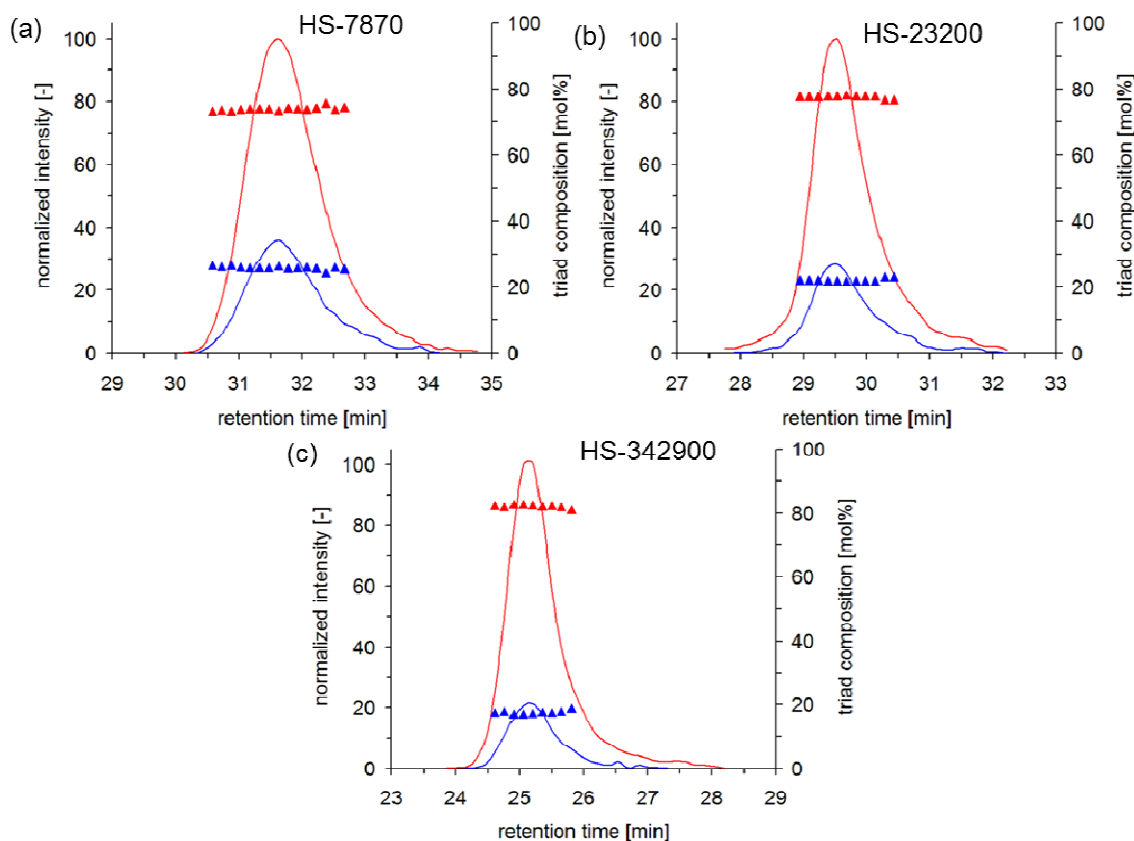 (a) HS-7870
normalized intensity [-]
100
80
60
40
20
0
100
80
60
40
20
0
triad composition [mol%]
29 30 31 32 33 34 35
retention time [min]
(b) HS-23200
normalized intensity [-]
100
80
60
40
20
0
100
80
60
40
20
0
triad composition [mol%]
27 28 29 30 31 32 33
retention time [min]
(c) HS-342900
normalized intensity [-]
100
80
60
40
20
0
100
80
60
40
20
0
triad composition [mol%]
23 24 25 26 27 28 29
retention time [min]